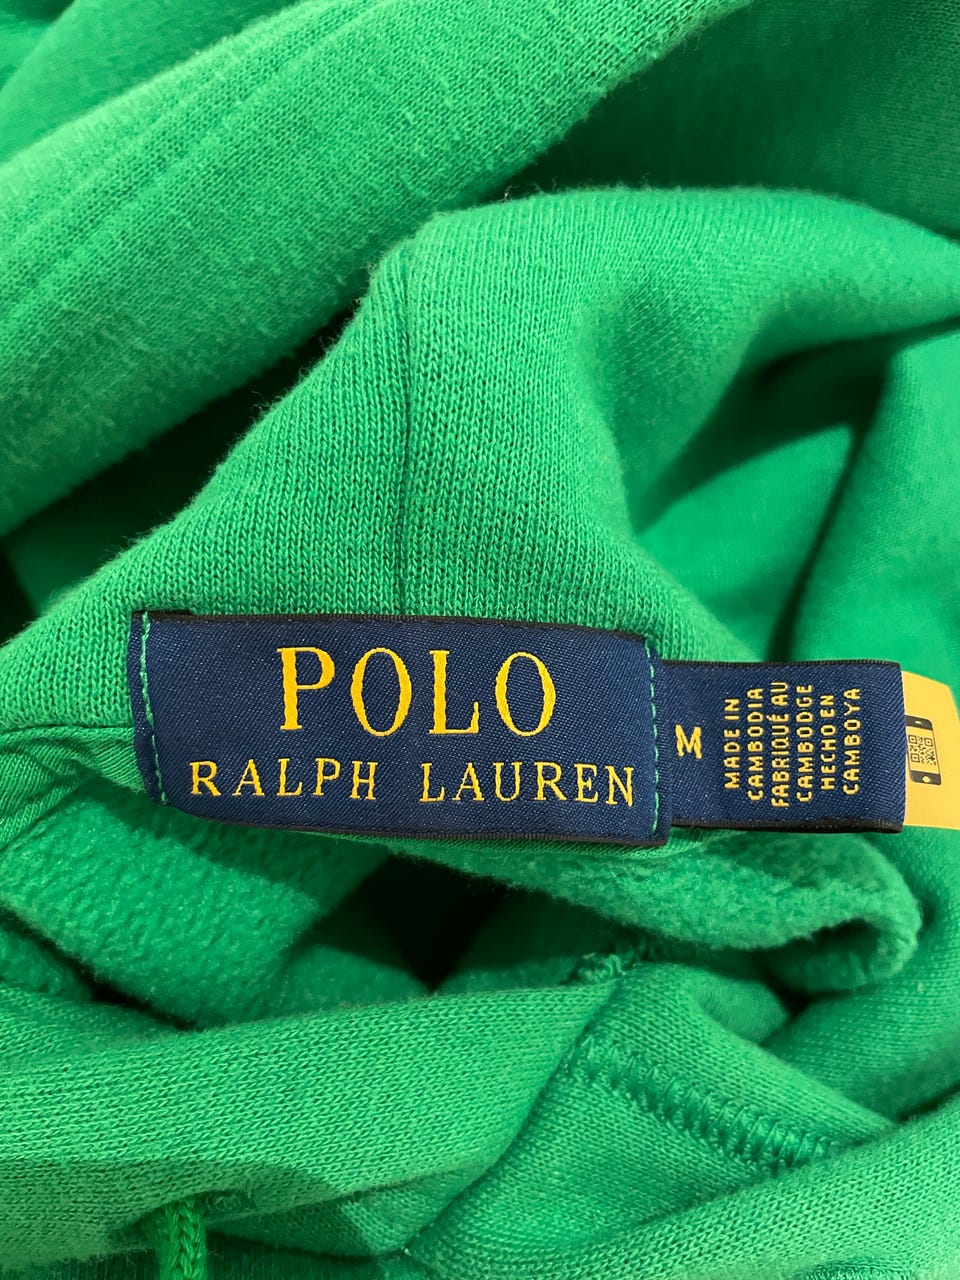 POLO
RALPH LAUREN
M
MADE IN
CAMBODIA
FABRIQUÉ AU
CAMBODGE
HECHO EN
CAMBOYA